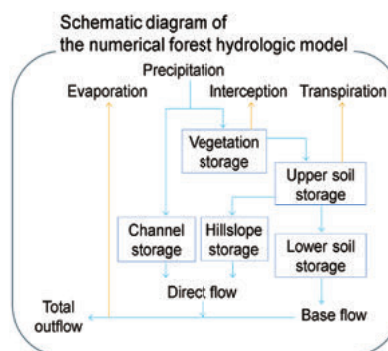 Schematic diagram of
the numerical forest hydrologic model
Precipitation
Evaporation
Interception
Transpiration
Vegetation
storage
Upper soil
storage
Channel
storage
Hillslope
storage
Lower soil
storage
Direct flow
Total
outflow
Base flow